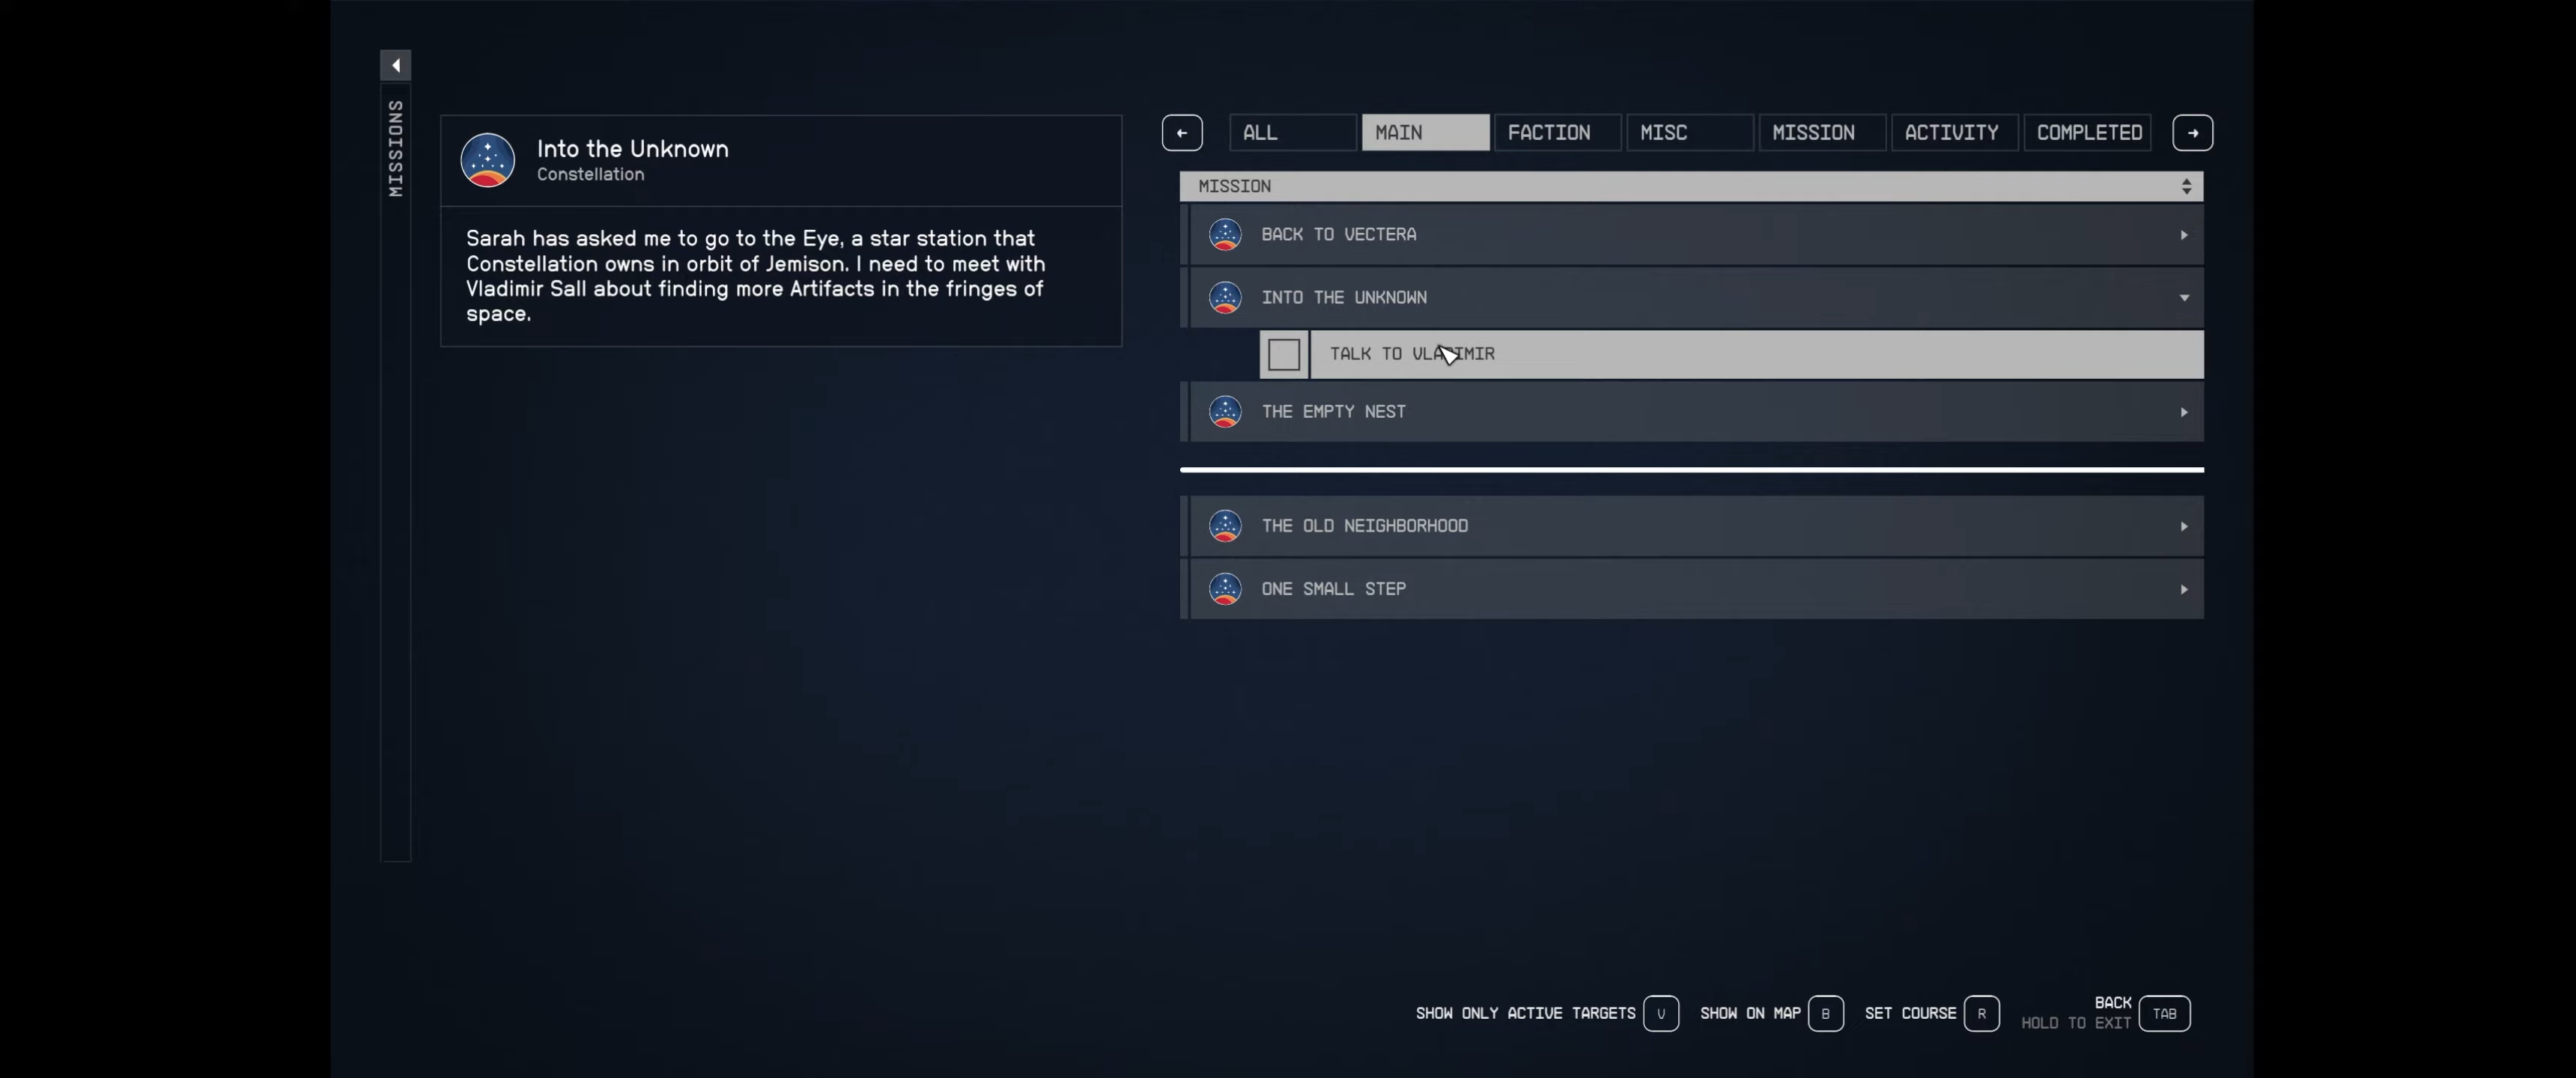 MISSIONS
Into the Unknown
Constellation
Sarah has asked me to go to the Eye, a star station that
Constellation owns in orbit of Jemison. I need to meet with
Vladimir Sall about finding more Artifacts in the fringes of
space.
ALL MAIN FACTION MISC MISSION ACTIVITY COMPLETED
MISSION
BACK TO VECTERA
INTO THE UNKNOWN
TALK TO VLADIMIR
THE EMPTY NEST
THE OLD NEIGHBORHOOD
ONE SMALL STEP
SHOW ONLY ACTIVE TARGETS V SHOW ON MAP B SET COURSE R BACK TAB
HOLD TO EXIT